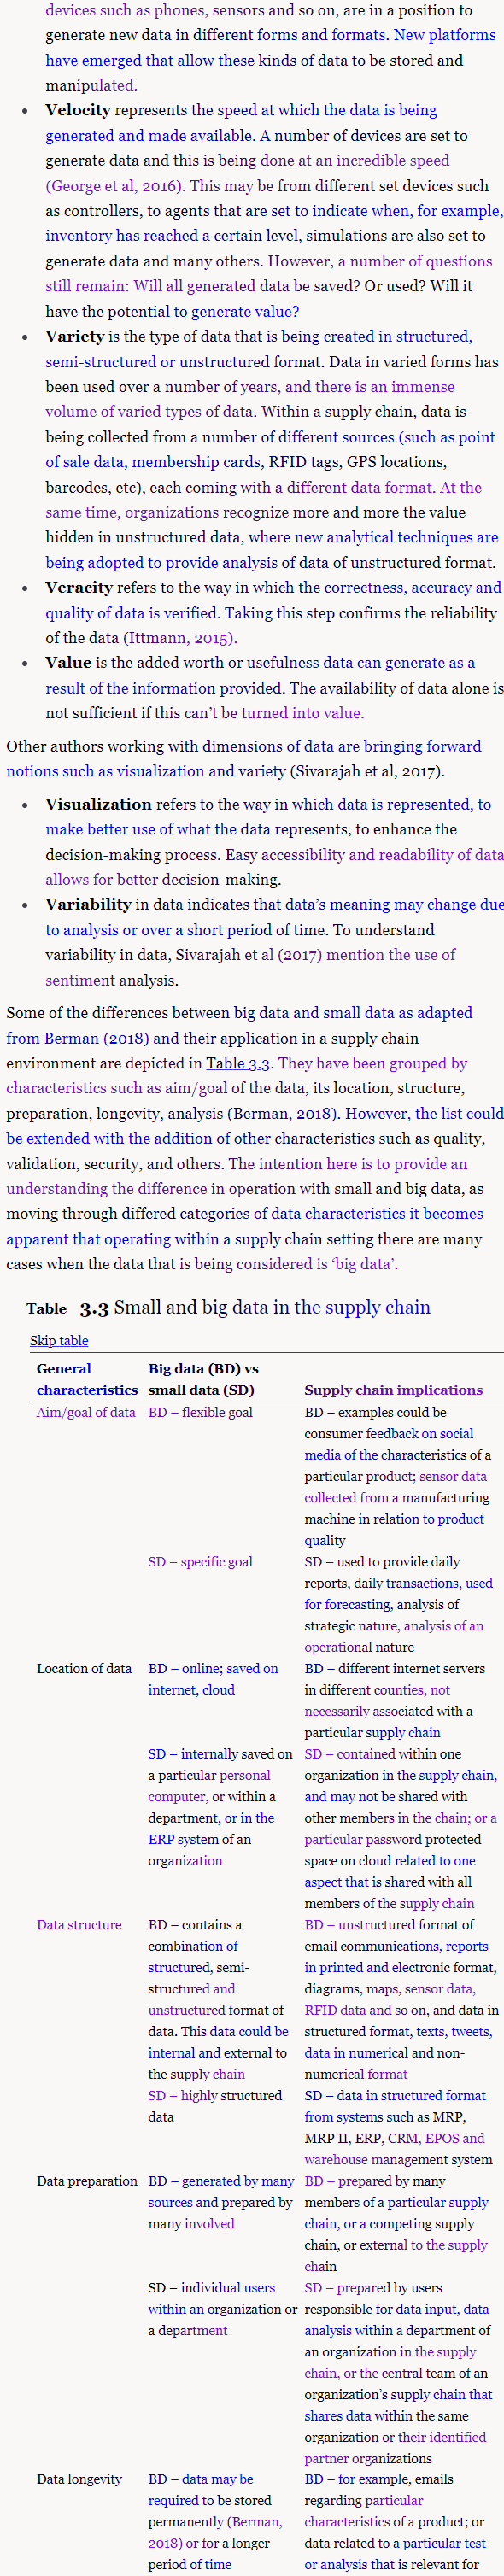 devices such as phones, sensors and so on, are in a position to
generate new data in different forms and formats. New platforms
have emerged that allow these kinds of data to be stored and
manipulated.
• Velocity represents the speed at which the data is being
generated and made available. A number of devices are set to
generate data and this is being done at an incredible speed
(George et al, 2016). This may be from different set devices such
as controllers, to agents that are set to indicate when, for example,
inventory has reached a certain level, simulations are also set to
generate data and many others. However, a number of questions
still remain: Will all generated data be saved? Or used? Will it
have the potential to generate value?
• Variety is the type of data that is being created in structured,
semi-structured or unstructured format. Data in varied forms has
been used over a number of years, and there is an immense
volume of varied types of data. Within a supply chain, data is
being collected from a number of different sources (such as point
of sale data, membership cards, RFID tags, GPS locations,
barcodes, etc), each coming with a different data format. At the
same time, organizations recognize more and more the value
hidden in unstructured data, where new analytical techniques are
being adopted to provide analysis of data of unstructured format.
• Veracity refers to the way in which the correctness, accuracy and
quality of data is verified. Taking this step confirms the reliability
of the data (Ittmann, 2015).
• Value is the added worth or usefulness data can generate as a
result of the information provided. The availability of data alone is
not sufficient if this can't be turned into value.
Other authors working with dimensions of data are bringing forward
notions such as visualization and variety (Sivarajah et al, 2017).
• Visualization refers to the way in which data is represented, to
make better use of what the data represents, to enhance the
decision-making process. Easy accessibility and readability of data
allows for better decision-making.
• Variability in data indicates that data's meaning may change due
to analysis or over a short period of time. To understand
variability in data, Sivarajah et al (2017) mention the use of
sentiment analysis.
Some of the differences between big data and small data as adapted
from Berman (2018) and their application in a supply chain
environment are depicted in Table 3.3. They have been grouped by
characteristics such as aim/goal of the data, its location, structure,
preparation, longevity, analysis (Berman, 2018). However, the list could
be extended with the addition of other characteristics such as quality,
validation, security, and others. The intention here is to provide an
understanding the difference in operation with small and big data, as
moving through differed categories of data characteristics it becomes
apparent that operating within a supply chain setting there are many
cases when the data that is being considered is 'big data'.
Table 3.3 Small and big data in the supply chain
Skip table
General
characteristics
Big data (BD) vs
small data (SD)
Supply chain implications
Aim/goal of data
BD – flexible goal
BD – examples could be
consumer feedback on social
media of the characteristics of a
particular product; sensor data
collected from a manufacturing
machine in relation to product
quality
SD – specific goal
SD – used to provide daily
reports, daily transactions, used
for forecasting, analysis of
strategic nature, analysis of an
operational nature
Location of data
BD – online; saved on
internet, cloud
BD – different internet servers
in different counties, not
necessarily associated with a
particular supply chain
SD – internally saved on
a particular personal
computer, or within a
department, or in the
ERP system of an
organization
SD – contained within one
organization in the supply chain,
and may not be shared with
other members in the chain; or a
particular password protected
space on cloud related to one
aspect that is shared with all
members of the supply chain
Data structure
BD – contains a
combination of
structured, semi-
structured and
unstructured format of
data. This data could be
internal and external to
the supply chain
BD – unstructured format of
email communications, reports
in printed and electronic format,
diagrams, maps, sensor data,
RFID data and so on, and data in
structured format, texts, tweets,
data in numerical and non-
numerical format
SD – highly structured
data
SD – data in structured format
from systems such as MRP,
MRP II, ERP, CRM, EPOS and
warehouse management system
Data preparation
BD – generated by many
sources and prepared by
many involved
BD – prepared by many
members of a particular supply
chain, or a competing supply
chain, or external to the supply
chain
SD – individual users
within an organization or
a department
SD – prepared by users
responsible for data input, data
analysis within a department of
an organization in the supply
chain, or the central team of an
organization's supply chain that
shares data within the same
organization or their identified
partner organizations
Data longevity
BD – data may be
required to be stored
permanently (Berman,
2018) or for a longer
period of time
BD – for example, emails
regarding particular
characteristics of a product; or
data related to a particular test
or analysis that is relevant for